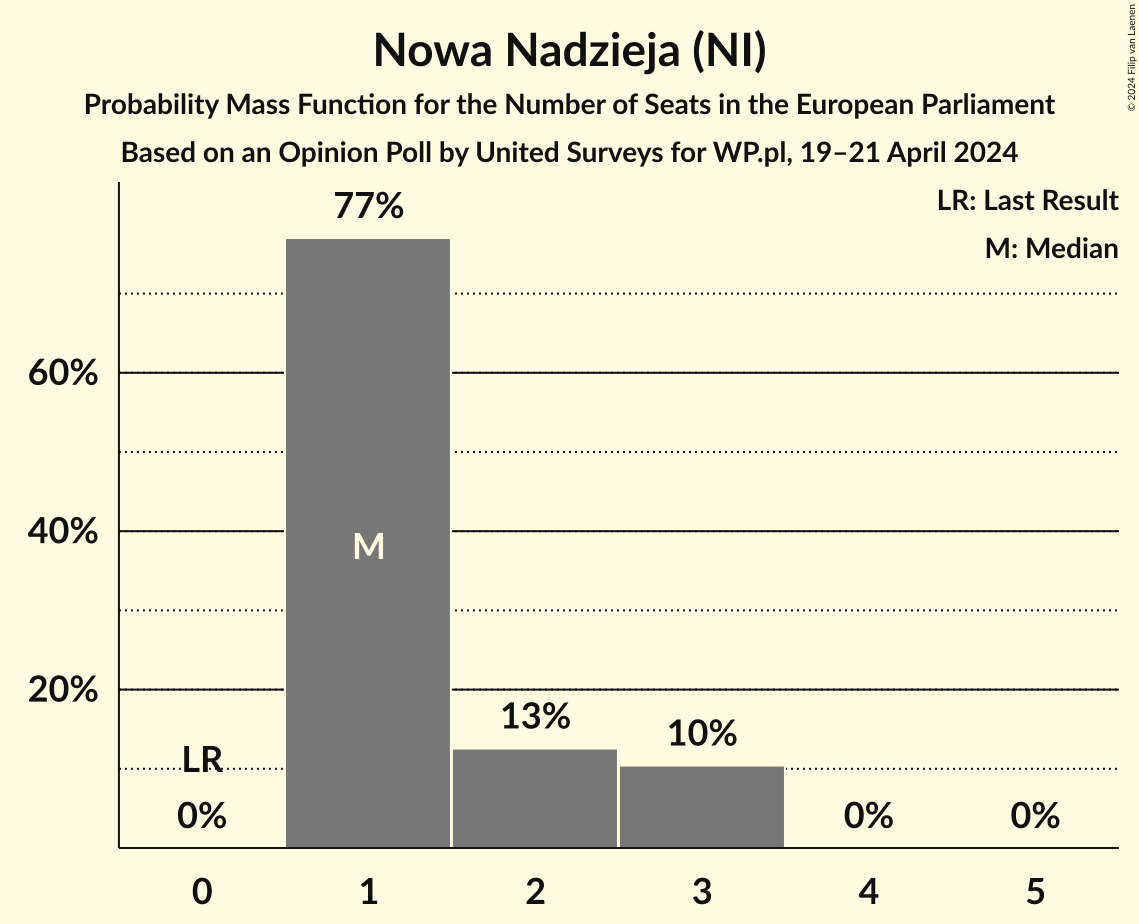 Nowa Nadzieja (NI)
Probability Mass Function for the Number of Seats in the European Parliament
Based on an Opinion Poll by United Surveys for WP.pl, 19–21 April 2024
© 2024 Filip van Laenen
LR: Last Result
M: Median
77%
60%
40%
20%
M
13%
10%
LR
0%
0%
0%
0 1 2 3 4 5